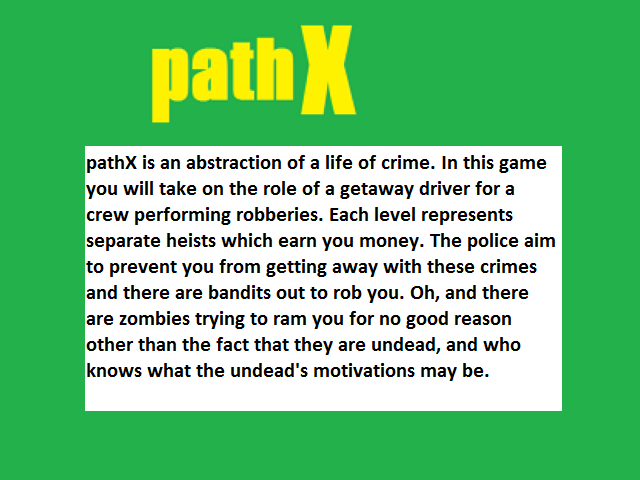 pathX
pathX is an abstraction of a life of crime. In this game
you will take on the role of a getaway driver for a
crew performing robberies. Each level represents
separate heists which earn you money. The police aim
to prevent you from getting away with these crimes
and there are bandits out to rob you. Oh, and there
are zombies trying to ram you for no good reason
other than the fact that they are undead, and who
knows what the undead's motivations may be.